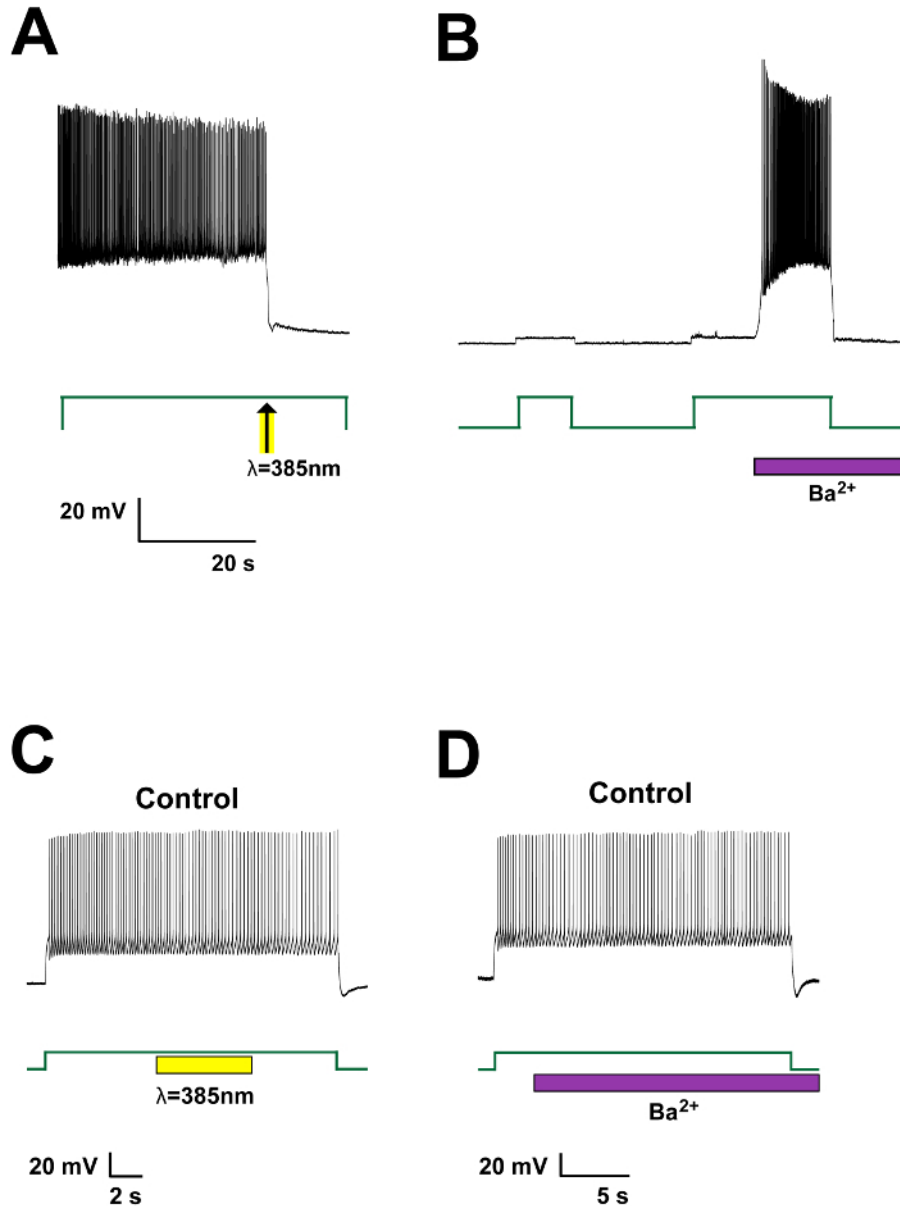 A
B
λ=385nm
Ba²⁺
20 mV
20 s
C
D
Control
Control
λ=385nm
Ba²⁺
20 mV
2 s
20 mV
5 s